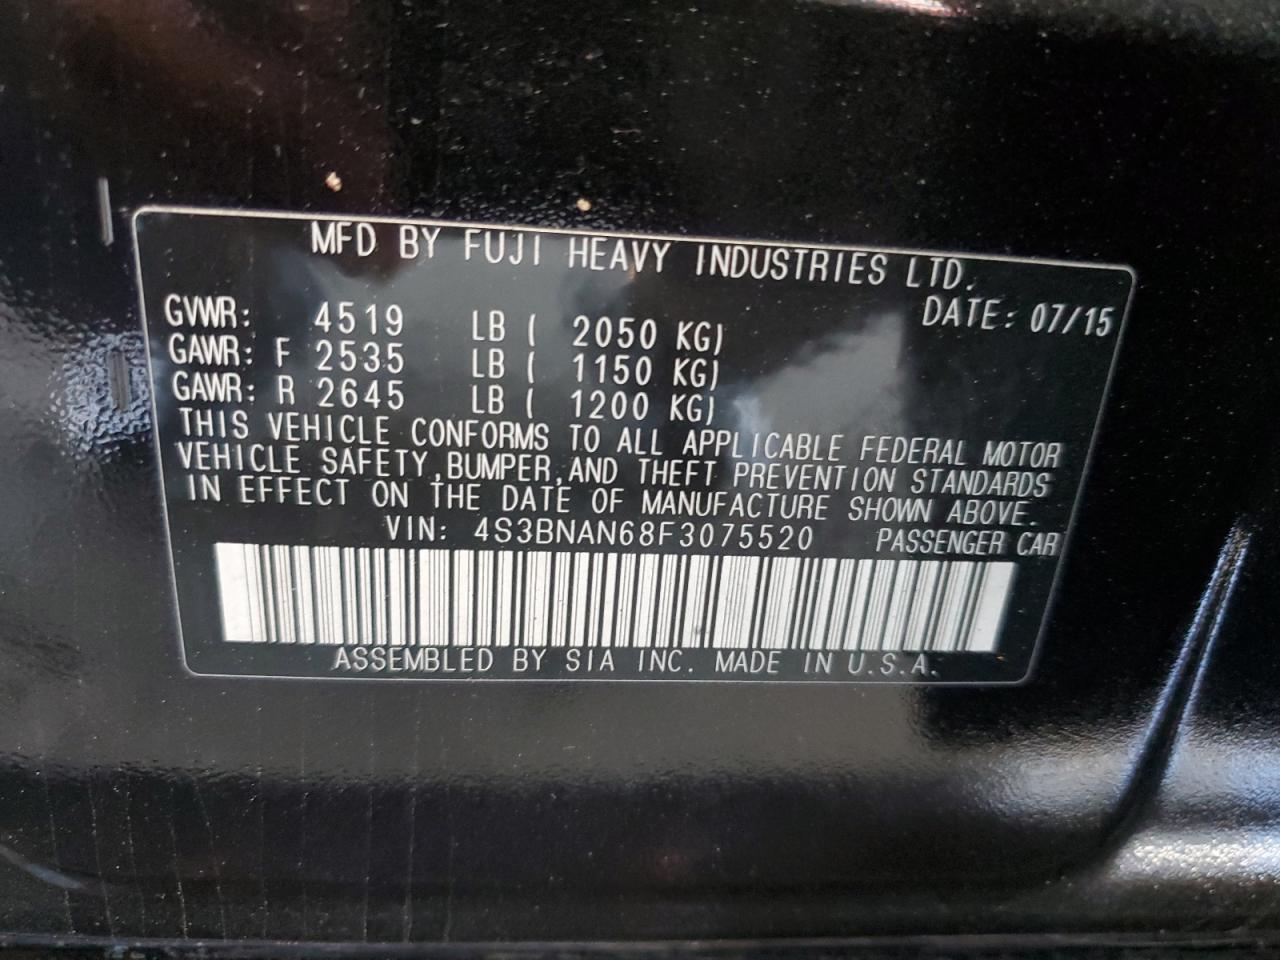 MFD BY FUJI HEAVY INDUSTRIES LTD.
DATE: 07/15
GVWR: 4519 LB ( 2050 KG)
GAWR: F 2535 LB ( 1150 KG)
GAWR: R 2645 LB ( 1200 KG)
THIS VEHICLE CONFORMS TO ALL APPLICABLE FEDERAL MOTOR
VEHICLE SAFETY,BUMPER,AND THEFT PREVENTION STANDARDS
IN EFFECT ON THE DATE OF MANUFACTURE SHOWN ABOVE.
VIN: 4S3BNAN68F3075520 PASSENGER CAR
ASSEMBLED BY SIA INC. MADE IN U.S.A.